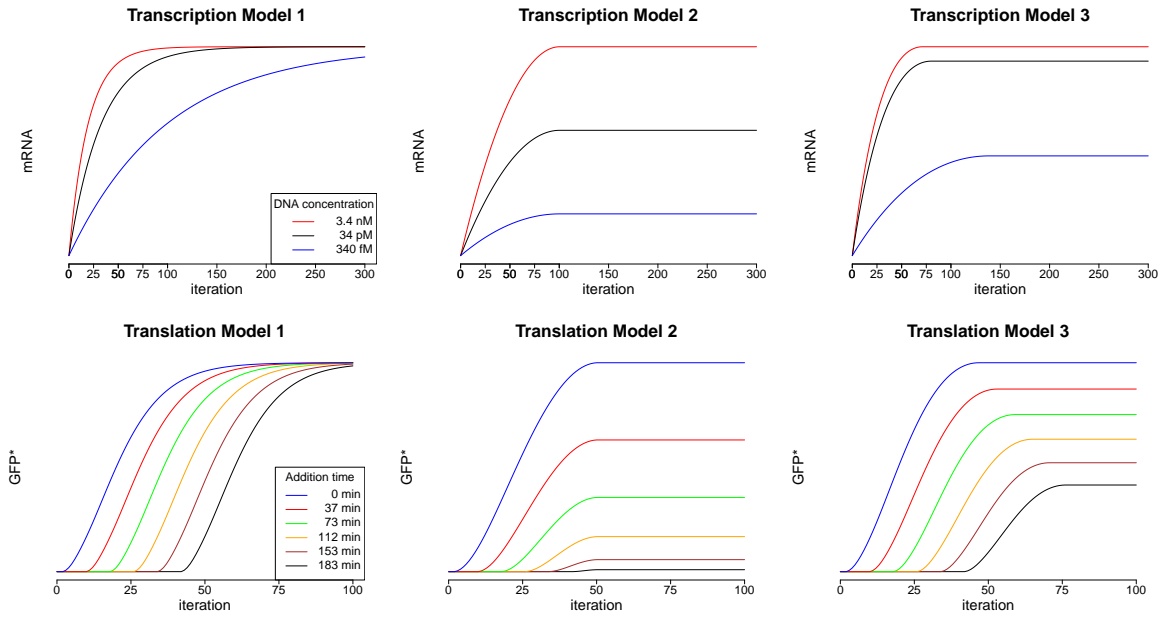 Transcription Model 1
Transcription Model 2
Transcription Model 3
mRNA
DNA concentration
3.4 nM
34 pM
340 fM
0 25 50 75 100 150 200 250 300
iteration
mRNA
0 25 50 75 100 150 200 250 300
iteration
mRNA
0 25 50 75 100 150 200 250 300
iteration
Translation Model 1
Translation Model 2
Translation Model 3
GFP*
Addition time
0 min
37 min
73 min
112 min
153 min
183 min
0 25 50 75 100
iteration
GFP*
0 25 50 75 100
iteration
GFP*
0 25 50 75 100
iteration